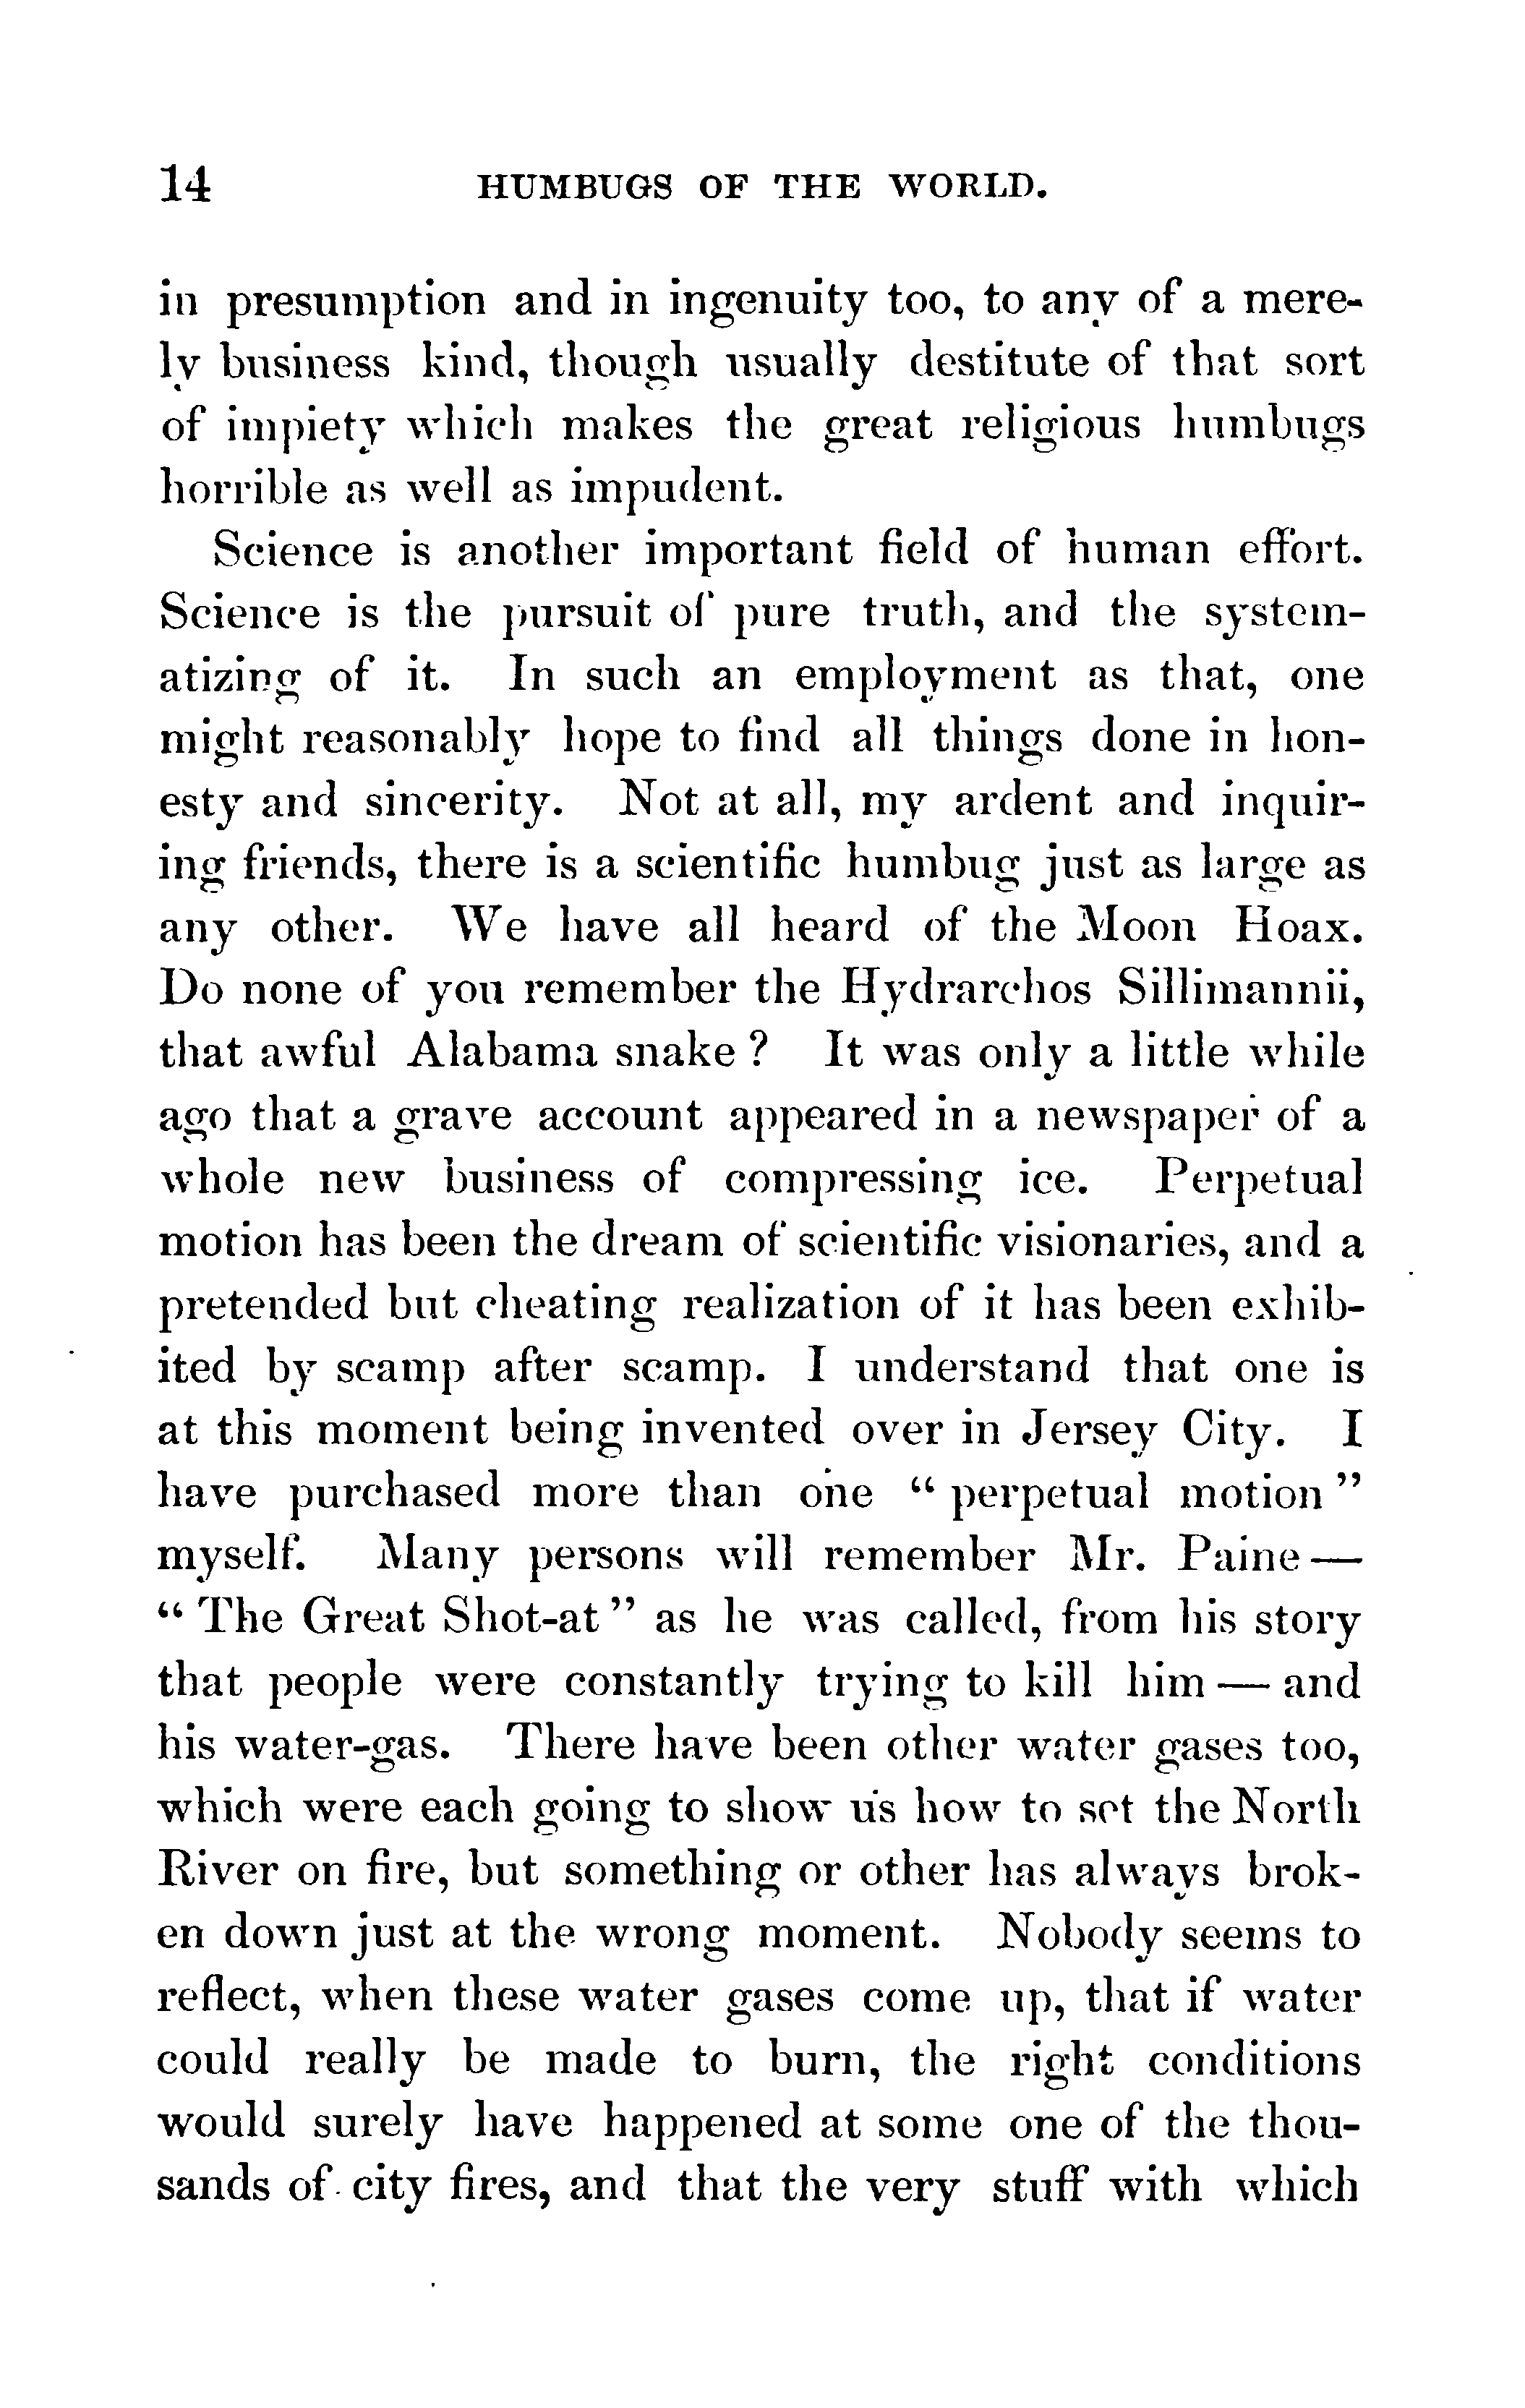 14 HUMBUGS OF THE WORLD.
in presumption and in ingenuity too, to any of a mere-
ly business kind, though usually destitute of that sort
of impiety which makes the great religious humbugs
horrible as well as impudent.
Science is another important field of human effort.
Science is the pursuit of pure truth, and the system-
atizing of it. In such an employment as that, one
might reasonably hope to find all things done in hon-
esty and sincerity. Not at all, my ardent and inquir-
ing friends, there is a scientific humbug just as large as
any other. We have all heard of the Moon Hoax.
Do none of you remember the Hydrarchos Sillimannii,
that awful Alabama snake? It was only a little while
ago that a grave account appeared in a newspaper of a
whole new business of compressing ice. Perpetual
motion has been the dream of scientific visionaries, and a
pretended but cheating realization of it has been exhib-
ited by scamp after scamp. I understand that one is
at this moment being invented over in Jersey City. I
have purchased more than one "perpetual motion"
myself. Many persons will remember Mr. Paine—
"The Great Shot-at" as he was called, from his story
that people were constantly trying to kill him—and
his water-gas. There have been other water gases too,
which were each going to show us how to set the North
River on fire, but something or other has always brok-
en down just at the wrong moment. Nobody seems to
reflect, when these water gases come up, that if water
could really be made to burn, the right conditions
would surely have happened at some one of the thou-
sands of city fires, and that the very stuff with which